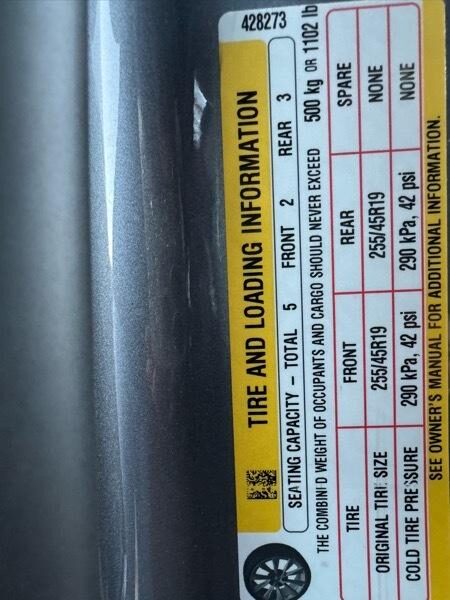 428273
TIRE AND LOADING INFORMATION
SEATING CAPACITY – TOTAL 5 FRONT 2 REAR 3
THE COMBIN D WEIGHT OF OCCUPANTS AND CARGO SHOULD NEVER EXCEED 500 kg OR 1102 lb
TIRE FRONT REAR SPARE
ORIGINAL TIRE SIZE 255/45R19 255/45R19 NONE
COLD TIRE PRESSURE 290 kPa, 42 psi 290 kPa, 42 psi NONE
SEE OWNER'S MANUAL FOR ADDITIONAL INFORMATION.